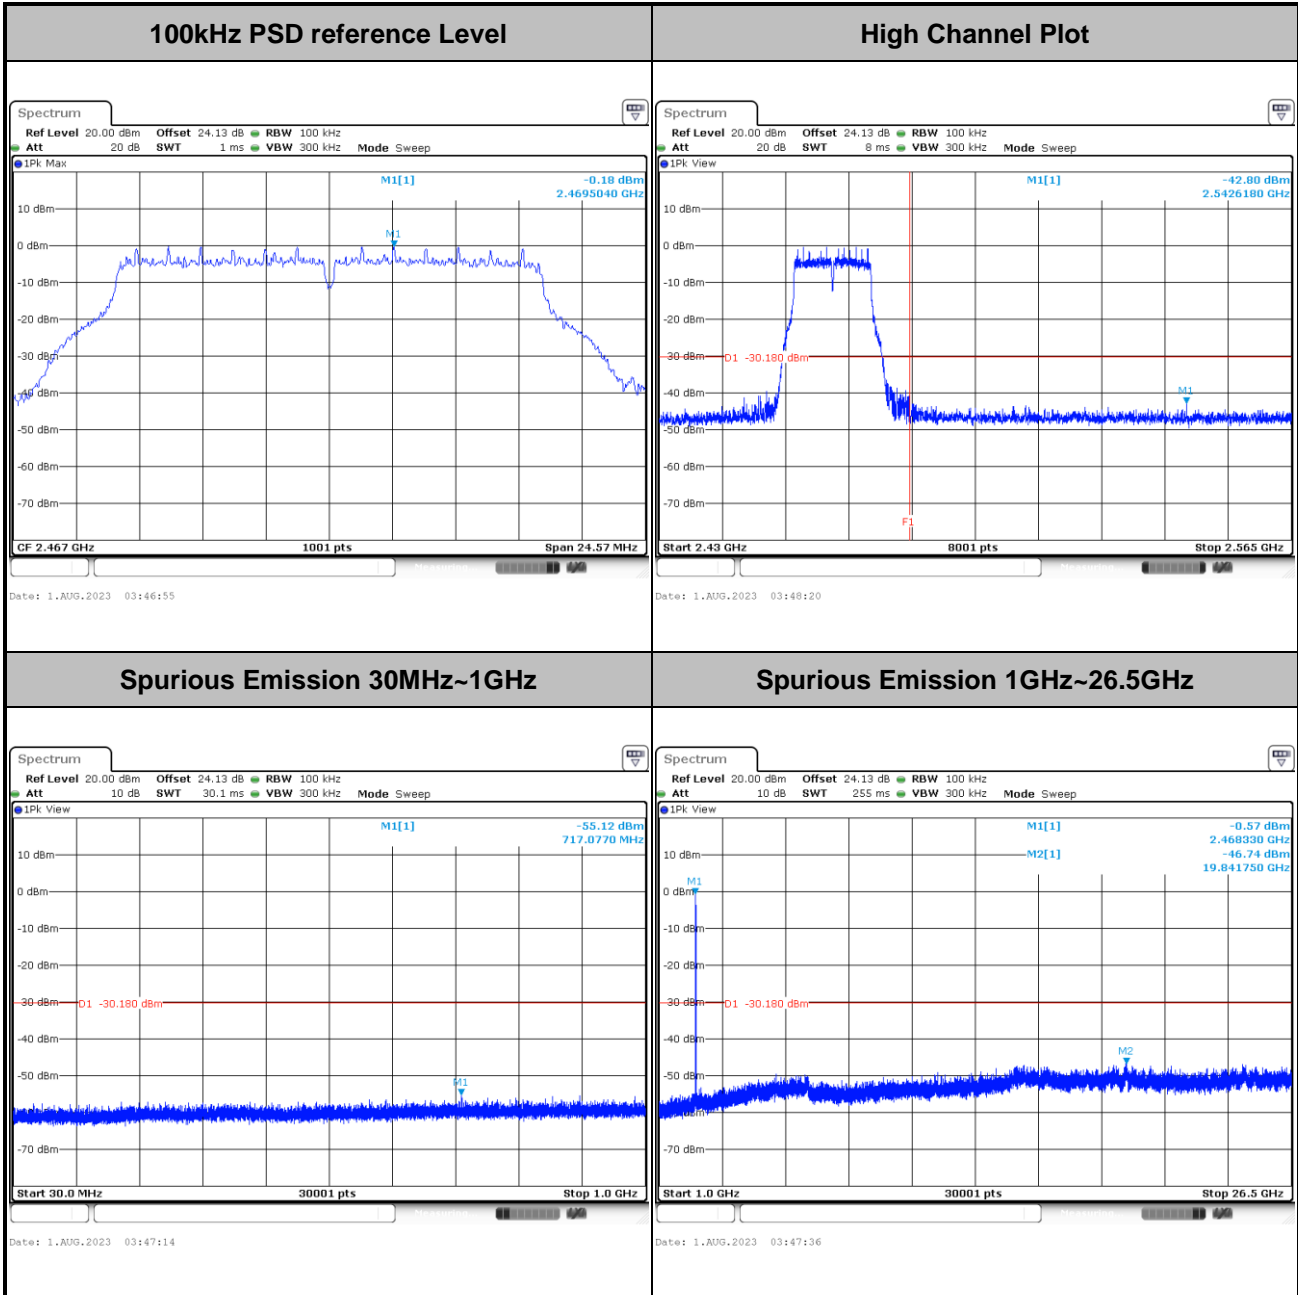 100kHz PSD reference Level
Spectrum
Ref Level 20.00 dBm Offset 24.13 dB RBW 100 kHz
Att 20 dB SWT 1 ms VBW 300 kHz Mode Sweep
1Pk Max
M1[1] -0.18 dBm
2.4695040 GHz
10 dBm
M1
0 dBm
-10 dBm
-20 dBm
-30 dBm
-40 dBm
-50 dBm
-60 dBm
-70 dBm
CF 2.467 GHz 1001 pts Span 24.57 MHz
Measuring...
Date: 1.AUG.2023 03:46:55
High Channel Plot
Spectrum
Ref Level 20.00 dBm Offset 24.13 dB RBW 100 kHz
Att 20 dB SWT 8 ms VBW 300 kHz Mode Sweep
1Pk View
M1[1] -42.80 dBm
2.5426180 GHz
10 dBm
0 dBm
-10 dBm
-20 dBm
-30 dBm D1 -30.180 dBm
-40 dBm M1
-50 dBm
-60 dBm
-70 dBm
F1
Start 2.43 GHz 8001 pts Stop 2.565 GHz
Measuring...
Date: 1.AUG.2023 03:48:20
Spurious Emission 30MHz~1GHz
Spectrum
Ref Level 20.00 dBm Offset 24.13 dB RBW 100 kHz
Att 10 dB SWT 30.1 ms VBW 300 kHz Mode Sweep
1Pk View
M1[1] -55.12 dBm
717.0770 MHz
10 dBm
0 dBm
-10 dBm
-20 dBm
-30 dBm D1 -30.180 dBm
-40 dBm
-50 dBm
M1
-70 dBm
Start 30.0 MHz 30001 pts Stop 1.0 GHz
Measuring...
Date: 1.AUG.2023 03:47:14
Spurious Emission 1GHz~26.5GHz
Spectrum
Ref Level 20.00 dBm Offset 24.13 dB RBW 100 kHz
Att 10 dB SWT 255 ms VBW 300 kHz Mode Sweep
1Pk View
M1[1] -0.57 dBm
2.468330 GHz
M2[1] -46.74 dBm
19.841750 GHz
10 dBm
M1
0 dBm
-10 dBm
-20 dBm
-30 dBm D1 -30.180 dBm
-40 dBm
M2
-50 dBm
-60 dBm
-70 dBm
Start 1.0 GHz 30001 pts Stop 26.5 GHz
Measuring...
Date: 1.AUG.2023 03:47:36